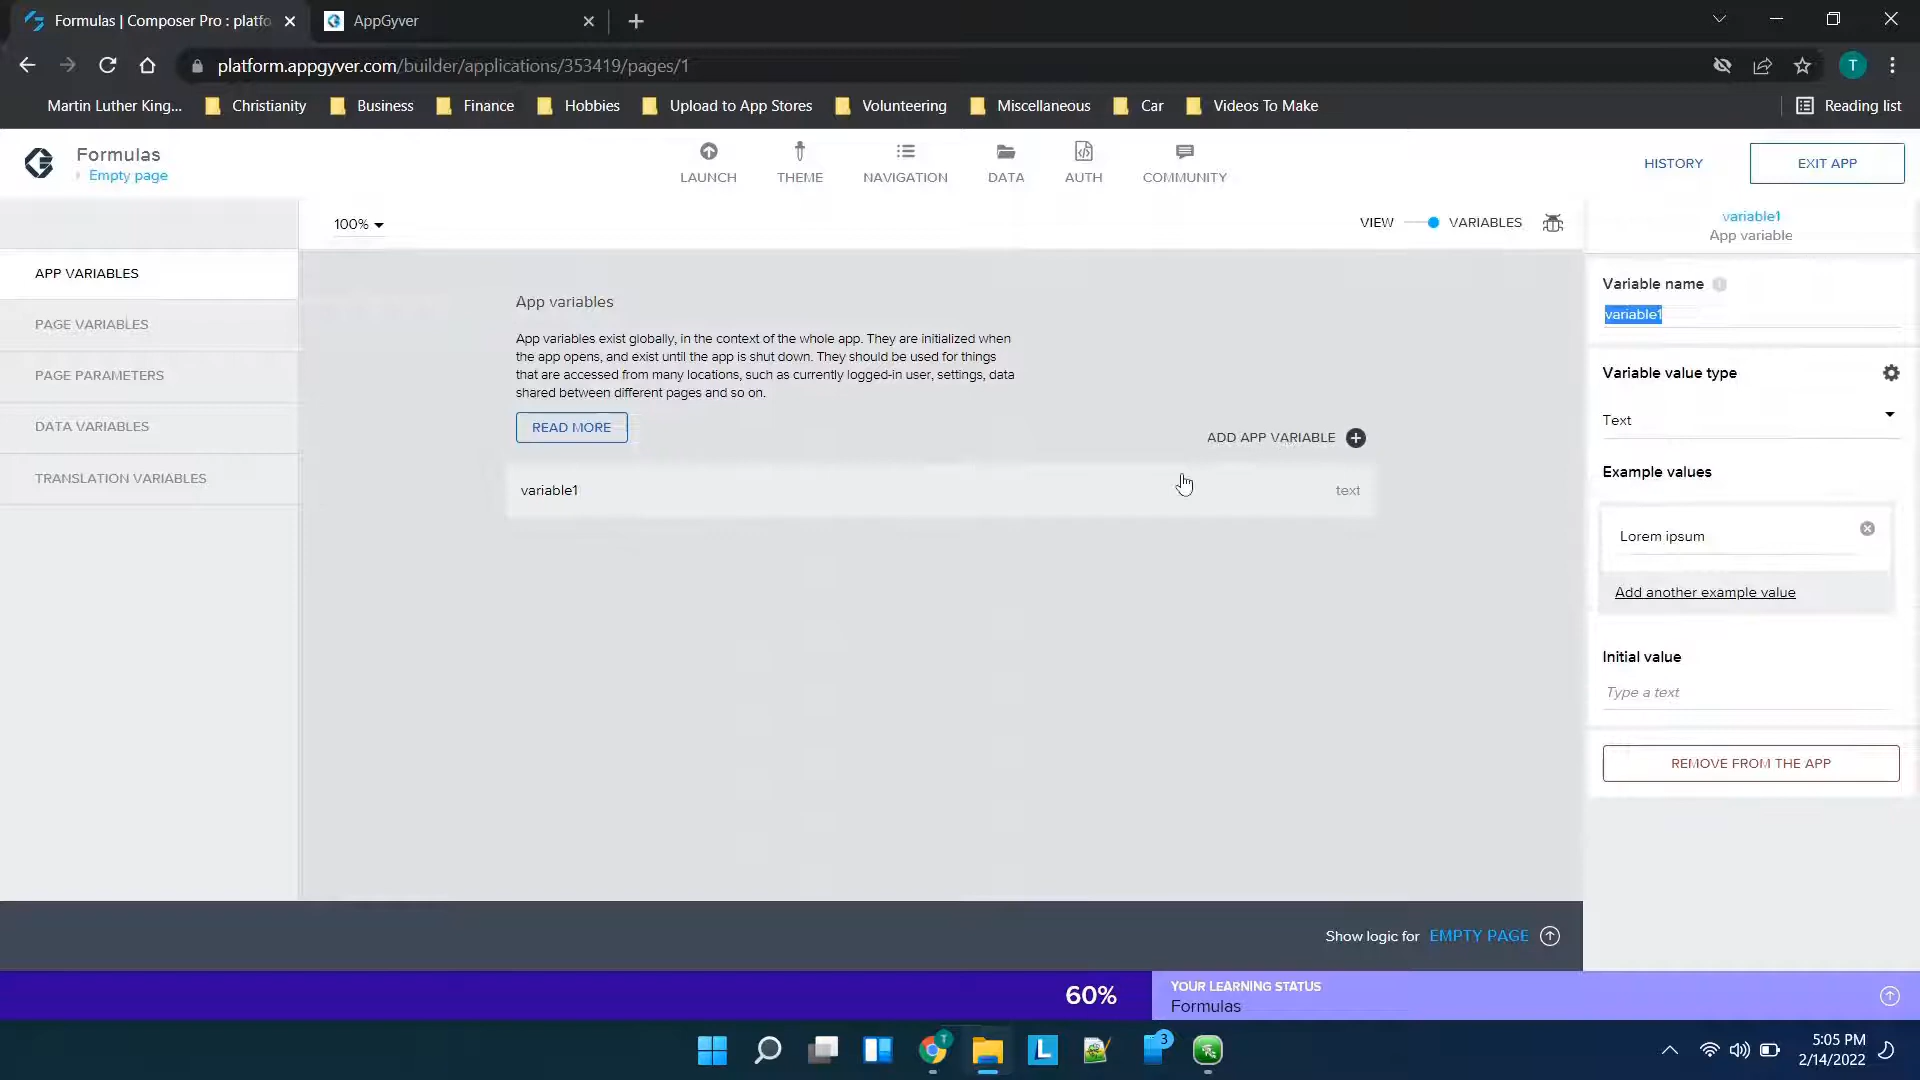 Formulas | Composer Pro : platfo
AppGyver
platform.appgyver.com/builder/applications/353419/pages/1
T
Martin Luther King...
Christianity
Business
Finance
Hobbies
Upload to App Stores
Volunteering
Miscellaneous
Car
Videos To Make
Reading list
Formulas
Empty page
LAUNCH
THEME
NAVIGATION
DATA
AUTH
COMMUNITY
HISTORY
EXIT APP
100%
VIEW
VARIABLES
variable1
App variable
APP VARIABLES
PAGE VARIABLES
PAGE PARAMETERS
DATA VARIABLES
TRANSLATION VARIABLES
App variables
App variables exist globally, in the context of the whole app. They are initialized when
the app opens, and exist until the app is shut down. They should be used for things
that are accessed from many locations, such as currently logged-in user, settings, data
shared between different pages and so on.
READ MORE
ADD APP VARIABLE
variable1
text
Variable name
variable1
Variable value type
Text
Example values
Lorem ipsum
Add another example value
Initial value
Type a text
REMOVE FROM THE APP
Show logic for EMPTY PAGE
60%
YOUR LEARNING STATUS
Formulas
T
L
3
5:05 PM
2/14/2022